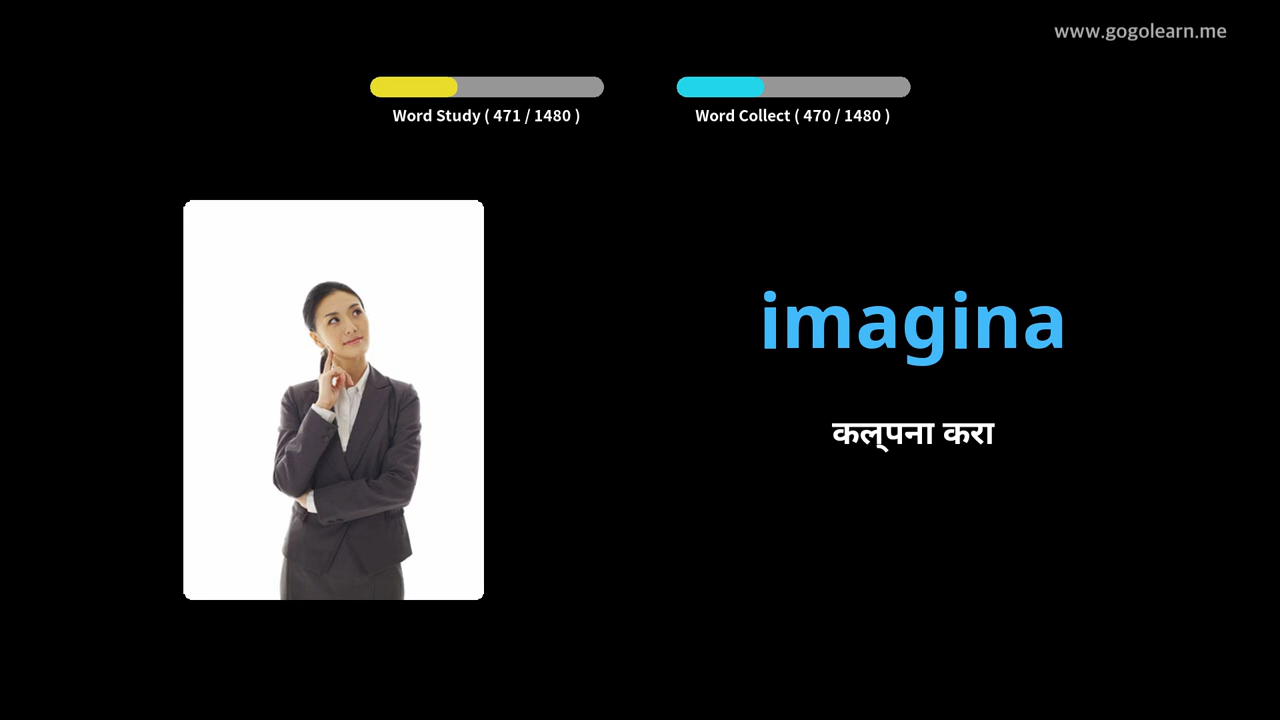 www.gogolearn.me
Word Study ( 471 / 1480 )
Word Collect ( 470 / 1480 )
imagina
कल्पना करा